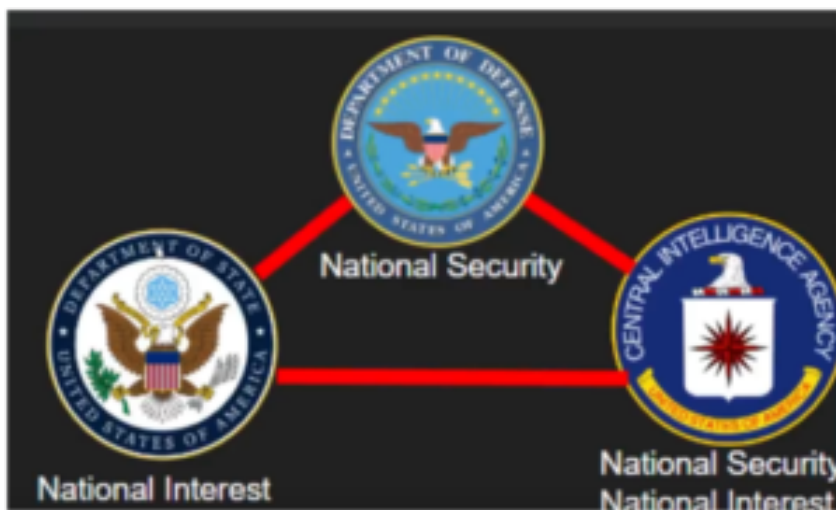 DEPARTMENT OF DEFENSE
UNITED STATES OF AMERICA
National Security
DEPARTMENT OF STATE
UNITED STATES OF AMERICA
National Interest
CENTRAL INTELLIGENCE AGENCY
UNITED STATES OF AMERICA
National Security
National Interest